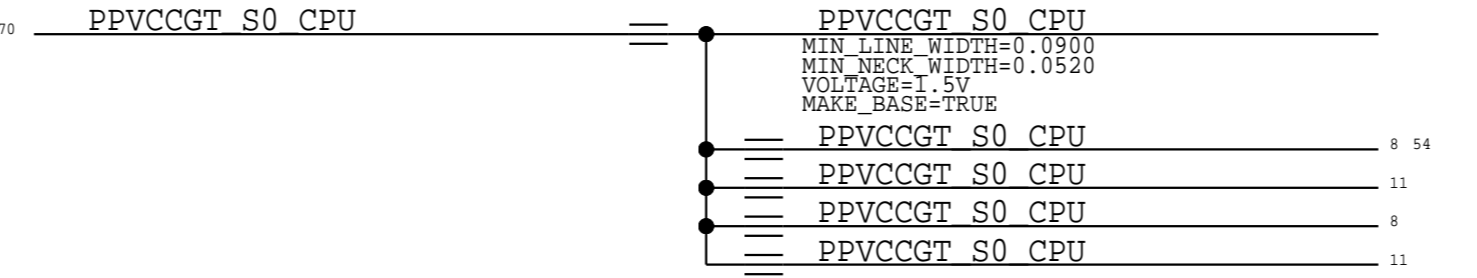 70 PPVCCGT_S0_CPU PPVCCGT_S0_CPU
MIN_LINE_WIDTH=0.0900
MIN_NECK_WIDTH=0.0520
VOLTAGE=1.5V
MAKE_BASE=TRUE
PPVCCGT_S0_CPU 8 54
PPVCCGT_S0_CPU 11
PPVCCGT_S0_CPU 8
PPVCCGT_S0_CPU 11